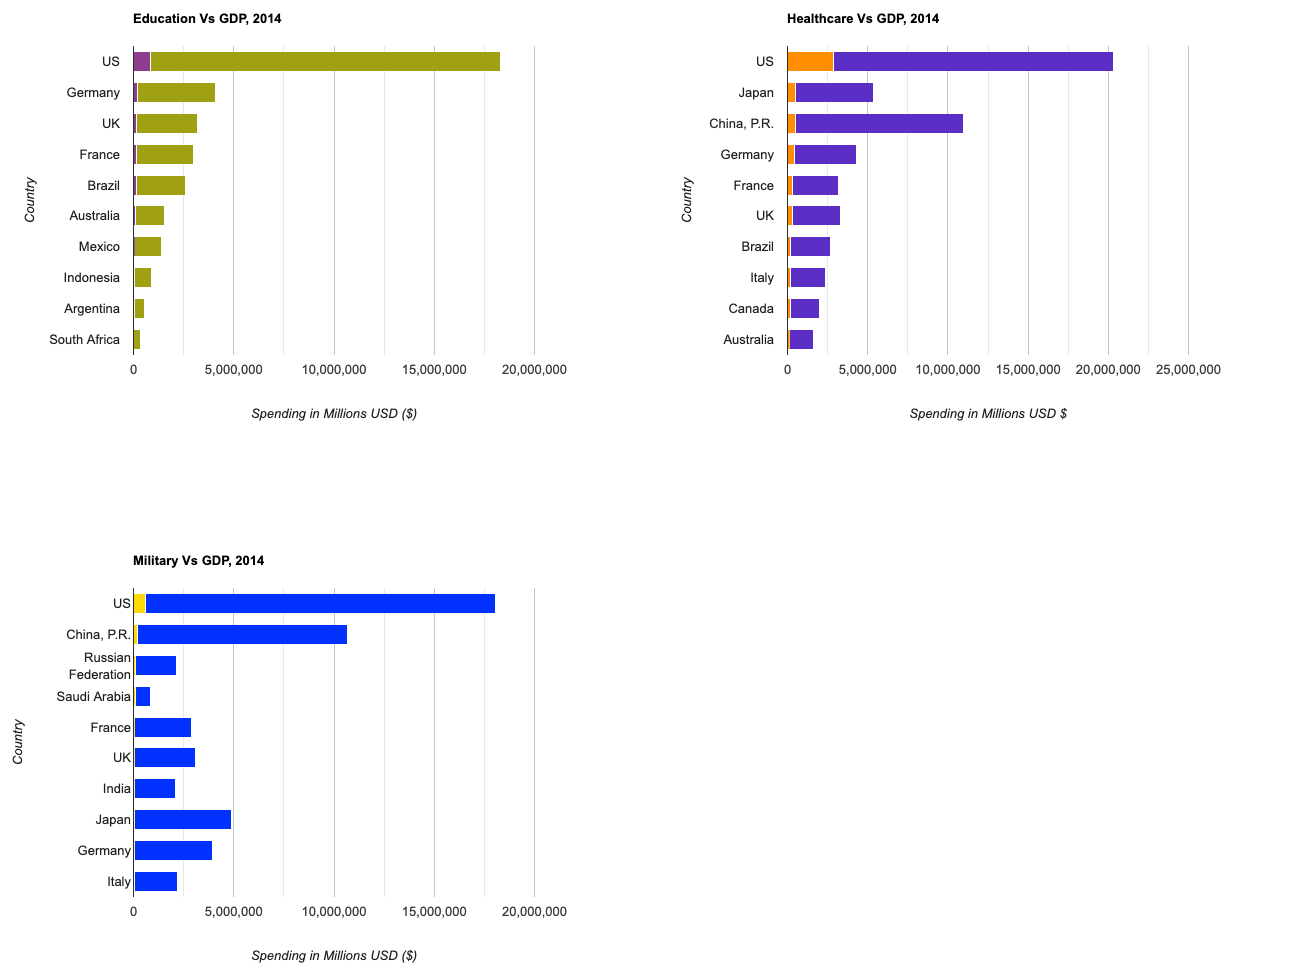 Education Vs GDP, 2014
Country
US
Germany
UK
France
Brazil
Australia
Mexico
Indonesia
Argentina
South Africa
0 5,000,000 10,000,000 15,000,000 20,000,000
Spending in Millions USD ($)
Healthcare Vs GDP, 2014
Country
US
Japan
China, P.R.
Germany
France
UK
Brazil
Italy
Canada
Australia
0 5,000,000 10,000,000 15,000,000 20,000,000 25,000,000
Spending in Millions USD $
Military Vs GDP, 2014
Country
US
China, P.R.
Russian
Federation
Saudi Arabia
France
UK
India
Japan
Germany
Italy
0 5,000,000 10,000,000 15,000,000 20,000,000
Spending in Millions USD ($)